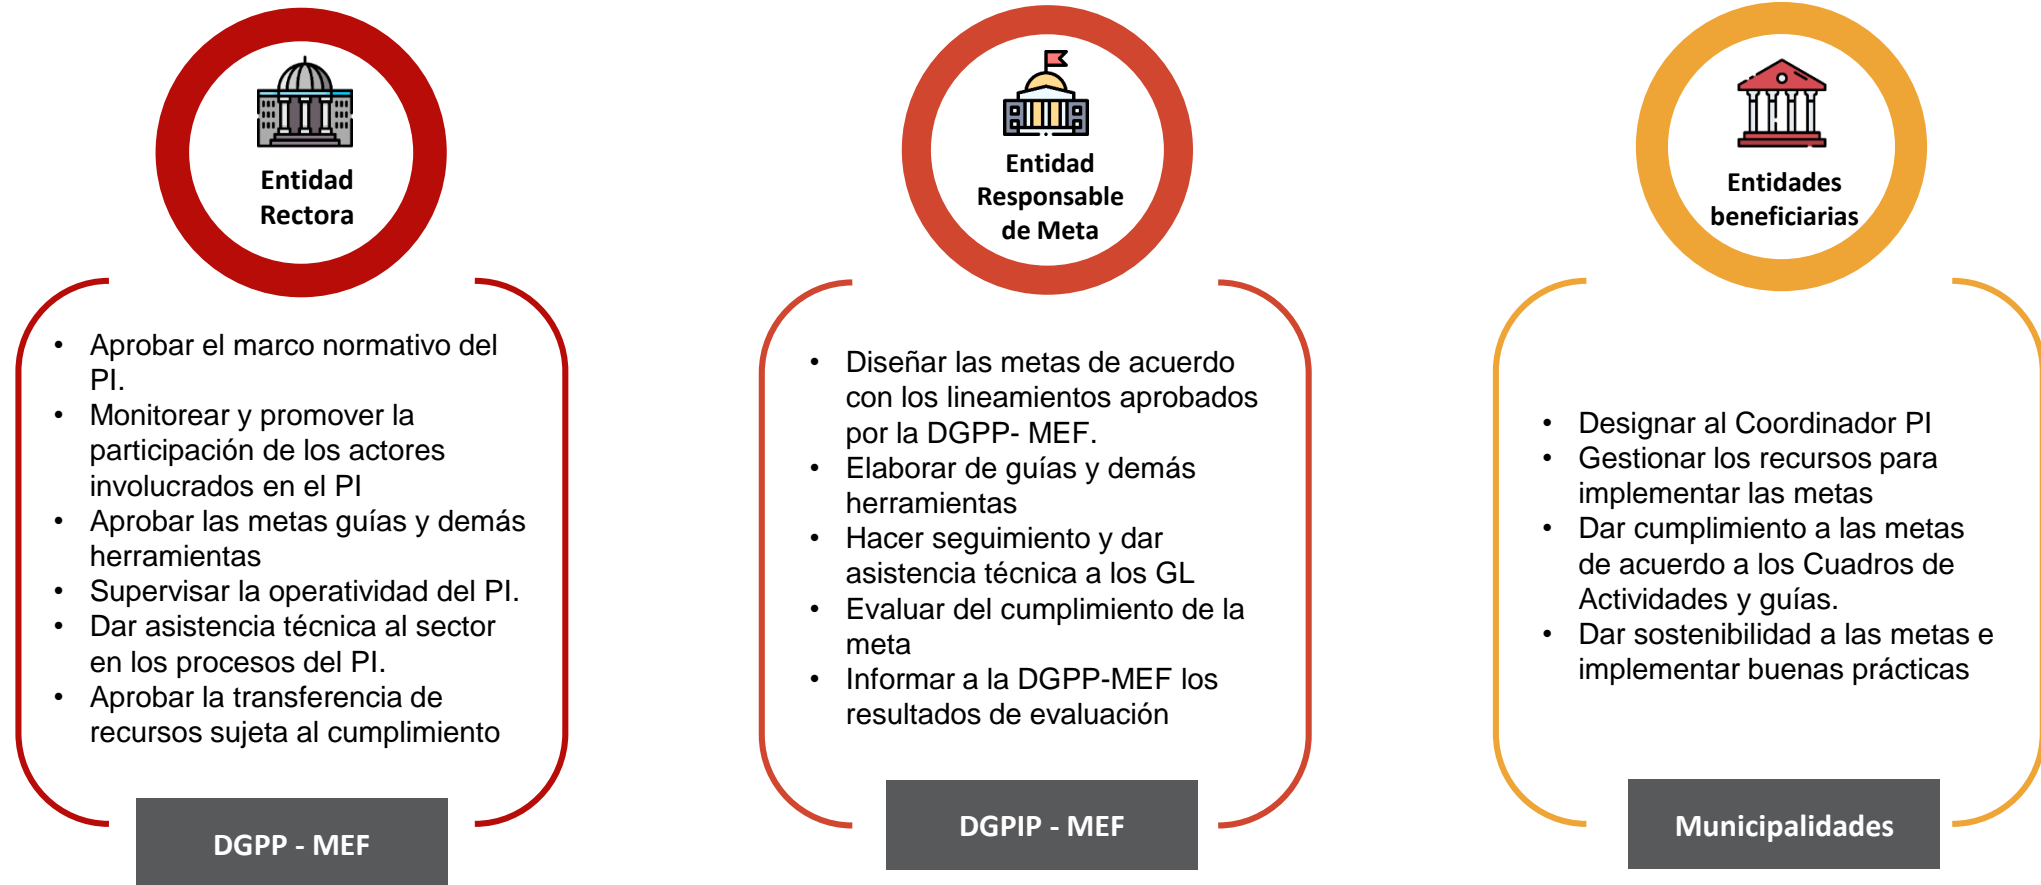 Entidad
Rectora
• Aprobar el marco normativo del
PI.
• Monitorear y promover la
participación de los actores
involucrados en el PI
• Aprobar las metas guías y demás
herramientas
• Supervisar la operatividad del PI.
• Dar asistencia técnica al sector
en los procesos del PI.
• Aprobar la transferencia de
recursos sujeta al cumplimiento
DGPP - MEF
Entidad
Responsable
de Meta
• Diseñar las metas de acuerdo
con los lineamientos aprobados
por la DGPP- MEF.
• Elaborar de guías y demás
herramientas
• Hacer seguimiento y dar
asistencia técnica a los GL
• Evaluar del cumplimiento de la
meta
• Informar a la DGPP-MEF los
resultados de evaluación
DGPIP - MEF
Entidades
beneficiarias
• Designar al Coordinador PI
• Gestionar los recursos para
implementar las metas
• Dar cumplimiento a las metas
de acuerdo a los Cuadros de
Actividades y guías.
• Dar sostenibilidad a las metas e
implementar buenas prácticas
Municipalidades